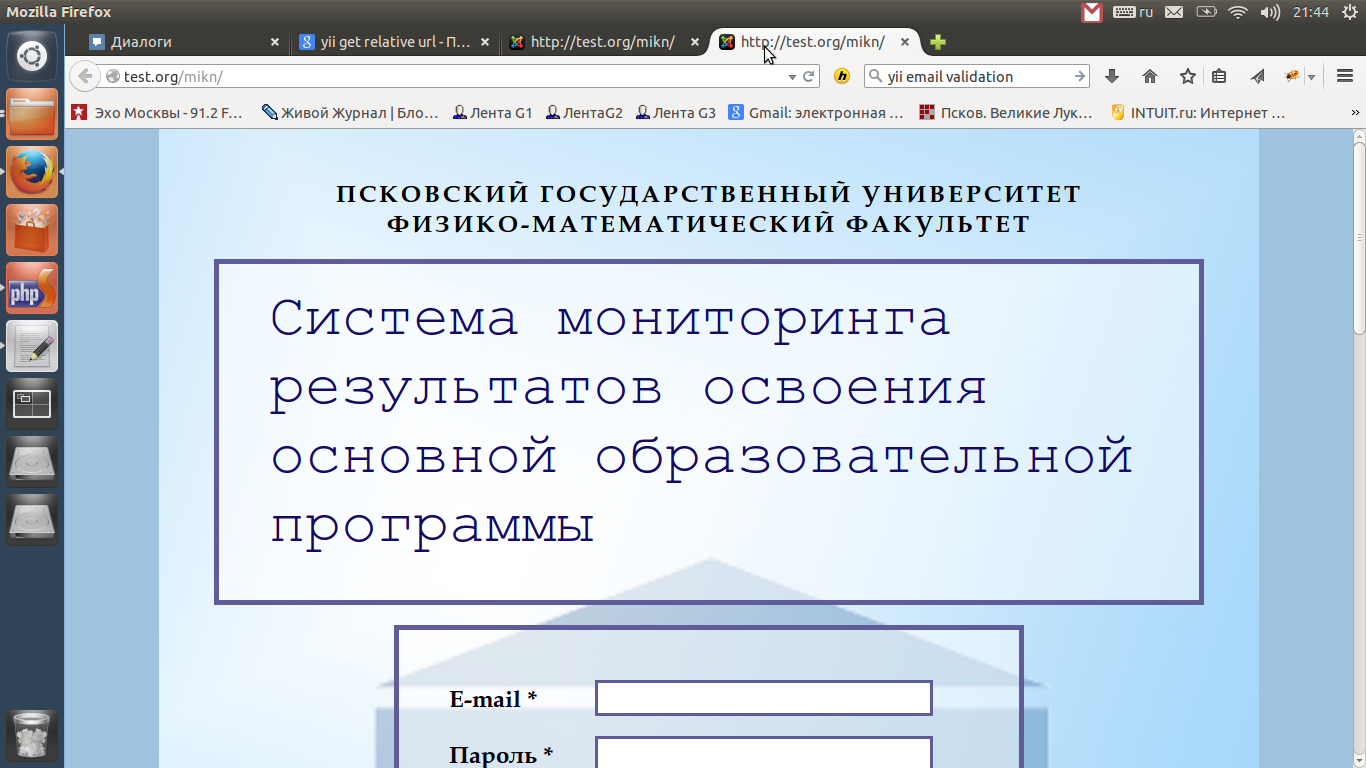 Mozilla Firefox
ru
21:44
Диалоги
yii get relative url - П...
http://test.org/mikn/
http://test.org/mikn/
test.org/mikn/
h
yii email validation
Эхо Москвы - 91.2 F...
Живой Журнал | Бло...
Лента G1
ЛентаG2
Лента G3
Gmail: электронная ...
Псков. Великие Лук...
INTUIT.ru: Интернет ...
php
ПСКОВСКИЙ ГОСУДАРСТВЕННЫЙ УНИВЕРСИТЕТ
ФИЗИКО-МАТЕМАТИЧЕСКИЙ ФАКУЛЬТЕТ
Система мониторинга
результатов освоения
основной образовательной
программы
E-mail *
Пароль *